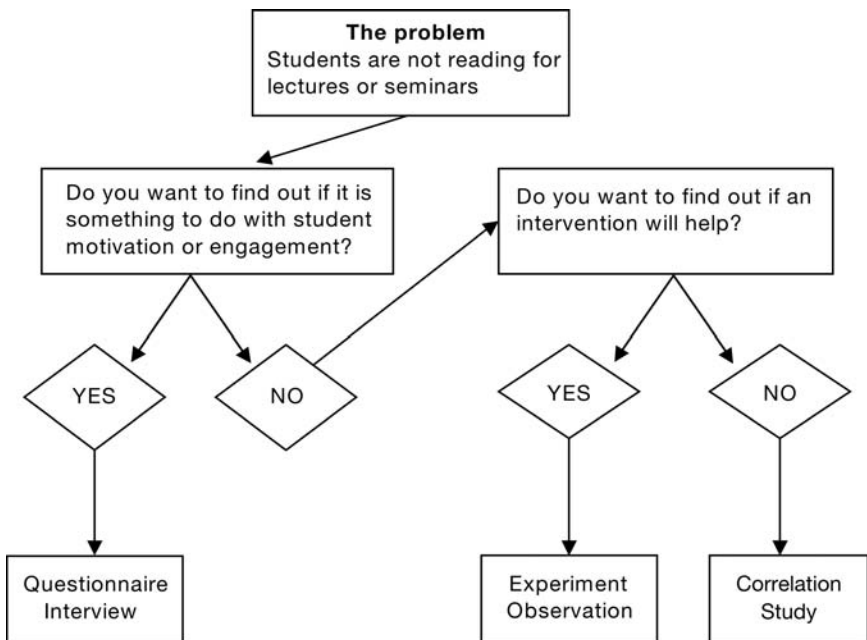 The problem
Students are not reading for
lectures or seminars
Do you want to find out if it is
something to do with student
motivation or engagement?
Do you want to find out if an
intervention will help?
YES
NO
YES
NO
Questionnaire
Interview
Experiment
Observation
Correlation
Study